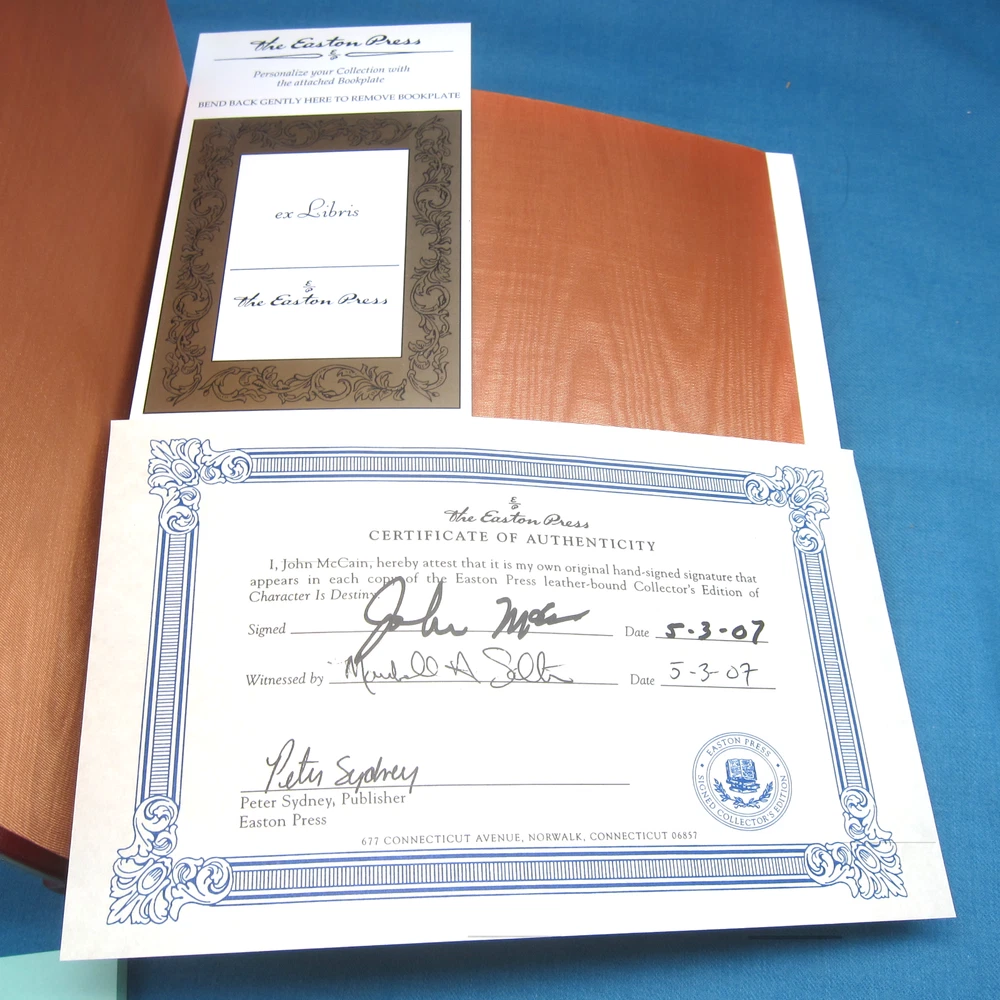 The Easton Press
Personalize your Collection with
the attached Bookplate
BEND BACK GENTLY HERE TO REMOVE BOOKPLATE
ex Libris
The Easton Press
The Easton Press
CERTIFICATE OF AUTHENTICITY
I, John McCain, hereby attest that it is my own original hand-signed signature that
appears in each copy of the Easton Press leather-bound Collector's Edition of
Character Is Destiny.
Signed John McCain Date 5-3-07
Witnessed by Date 5-3-07
Peter Sydney
Peter Sydney, Publisher
Easton Press
EASTON PRESS
SIGNED COLLECTOR'S EDITION
677 CONNECTICUT AVENUE, NORWALK, CONNECTICUT 06857